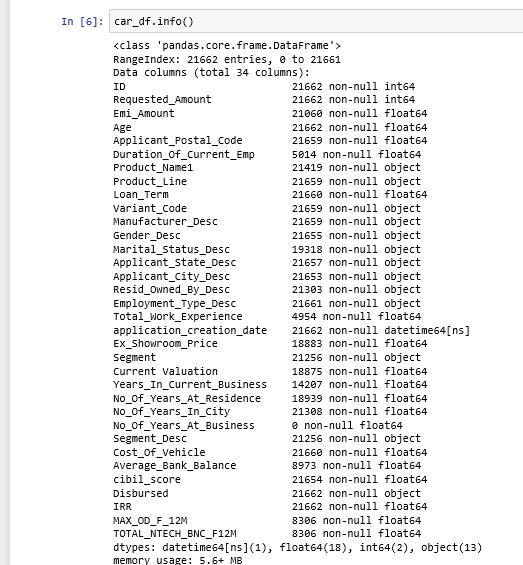 In [6]: car_df.info()
<class 'pandas.core.frame.DataFrame'>
RangeIndex: 21662 entries, 0 to 21661
Data columns (total 34 columns):
ID 21662 non-null int64
Requested_Amount 21662 non-null int64
Emi_Amount 21060 non-null float64
Age 21662 non-null float64
Applicant_Postal_Code 21659 non-null float64
Duration_Of_Current_Emp 5014 non-null float64
Product_Name1 21419 non-null object
Product_Line 21659 non-null object
Loan_Term 21660 non-null float64
Variant_Code 21659 non-null object
Manufacturer_Desc 21659 non-null object
Gender_Desc 21655 non-null object
Marital_Status_Desc 19318 non-null object
Applicant_State_Desc 21657 non-null object
Applicant_City_Desc 21653 non-null object
Resid_Owned_By_Desc 21303 non-null object
Employment_Type_Desc 21661 non-null object
Total_Work_Experience 4954 non-null float64
application_creation_date 21662 non-null datetime64[ns]
Ex_Showroom_Price 18883 non-null float64
Segment 21256 non-null object
Current Valuation 18875 non-null float64
Years_In_Current_Business 14207 non-null float64
No_Of_Years_At_Residence 18939 non-null float64
No_Of_Years_In_City 21308 non-null float64
No_Of_Years_At_Business 0 non-null float64
Segment_Desc 21256 non-null object
Cost_Of_Vehicle 21660 non-null float64
Average_Bank_Balance 8973 non-null float64
cibil_score 21654 non-null float64
Disbursed 21662 non-null object
IRR 21662 non-null float64
MAX_OD_F_12M 8306 non-null float64
TOTAL_NTECH_BNC_F12M 8306 non-null float64
dtypes: datetime64[ns](1), float64(18), int64(2), object(13)
memory usage: 5.6+ MB